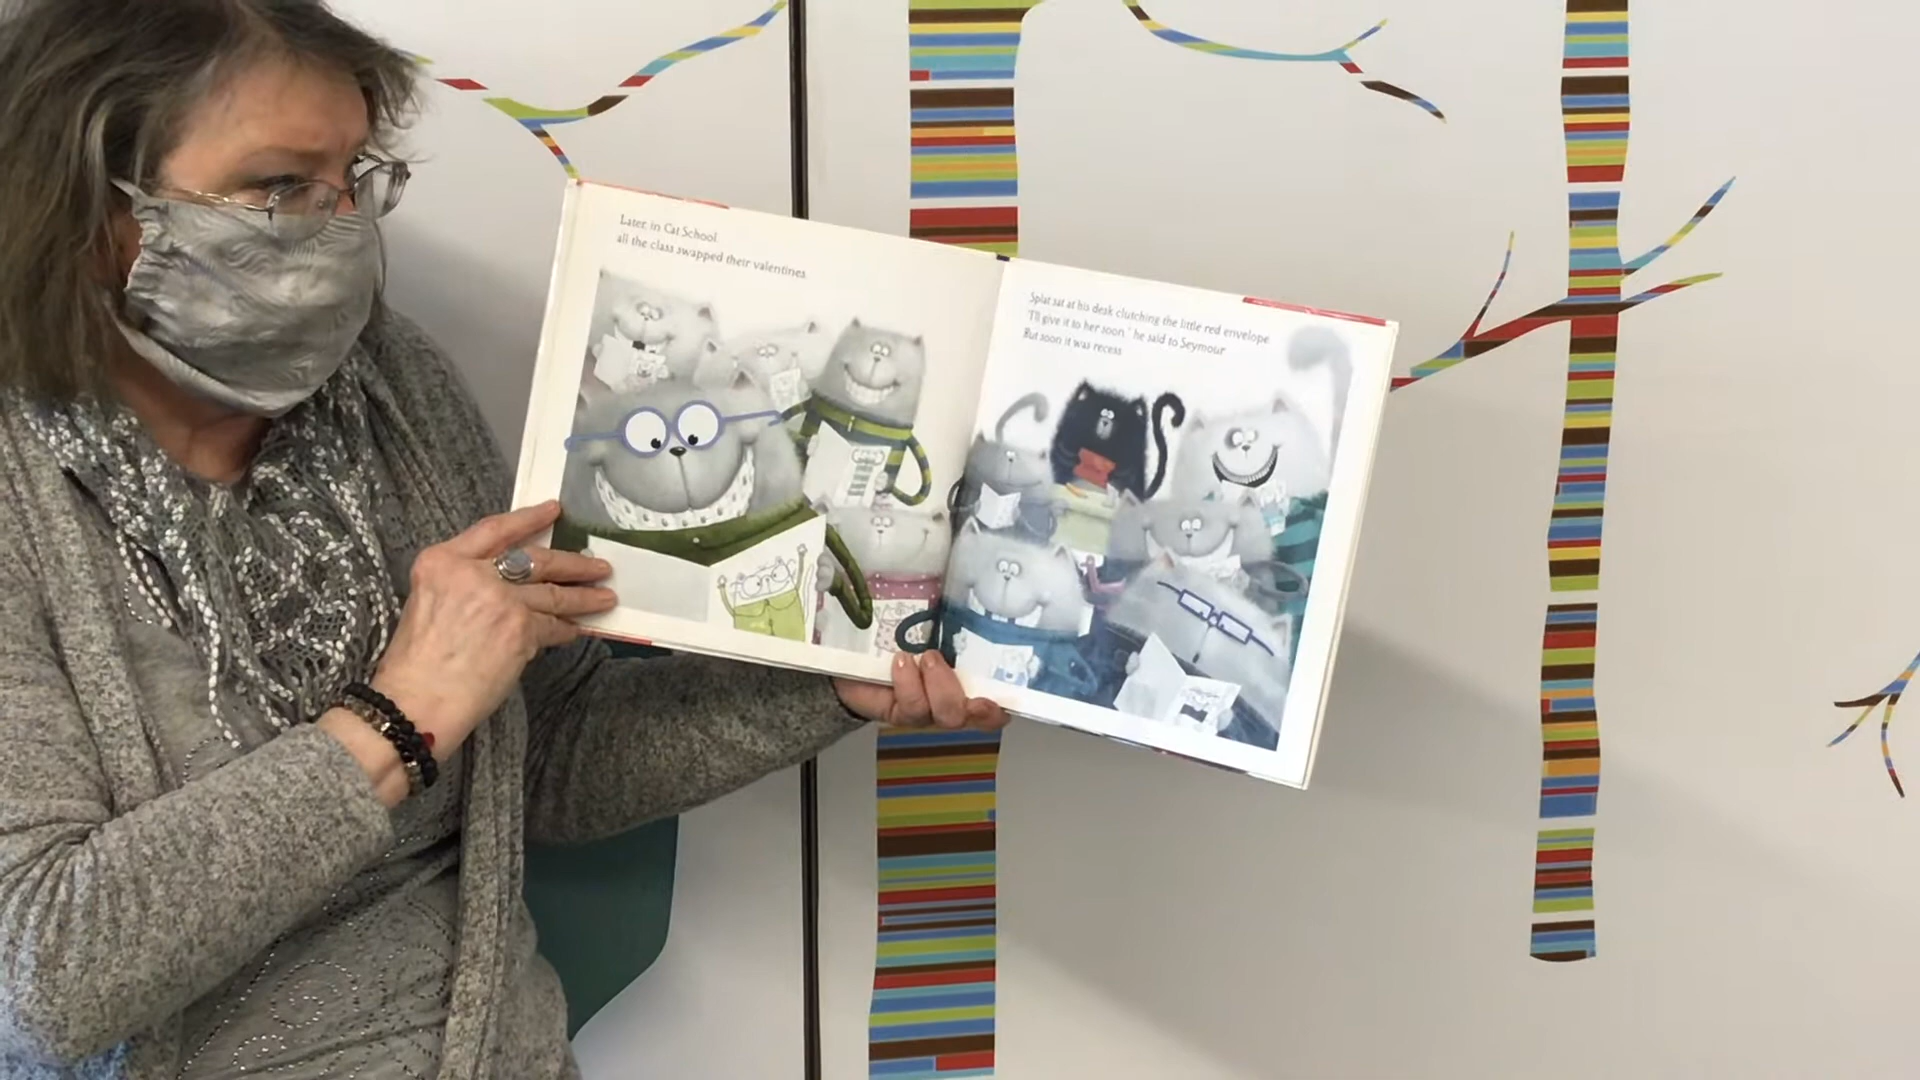 Later, in Cat School,
all the class swapped their valentines.
Splat sat at his desk clutching the little red envelope.
"I'll give it to her soon," he said to Seymour.
But soon it was recess.